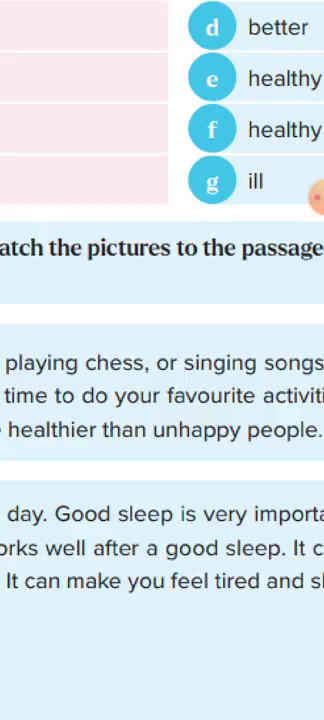 d better
e healthy
f healthy
g ill
atch the pictures to the passage
playing chess, or singing songs
time to do your favourite activiti
healthier than unhappy people.
day. Good sleep is very importa
orks well after a good sleep. It c
It can make you feel tired and sl